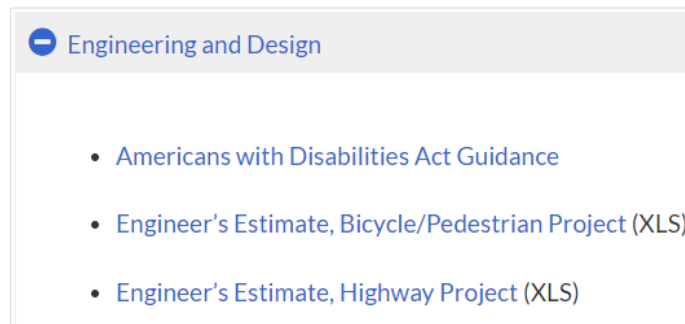 Engineering and Design
Americans with Disabilities Act Guidance
Engineer’s Estimate, Bicycle/Pedestrian Project (XLS)
Engineer’s Estimate, Highway Project (XLS)